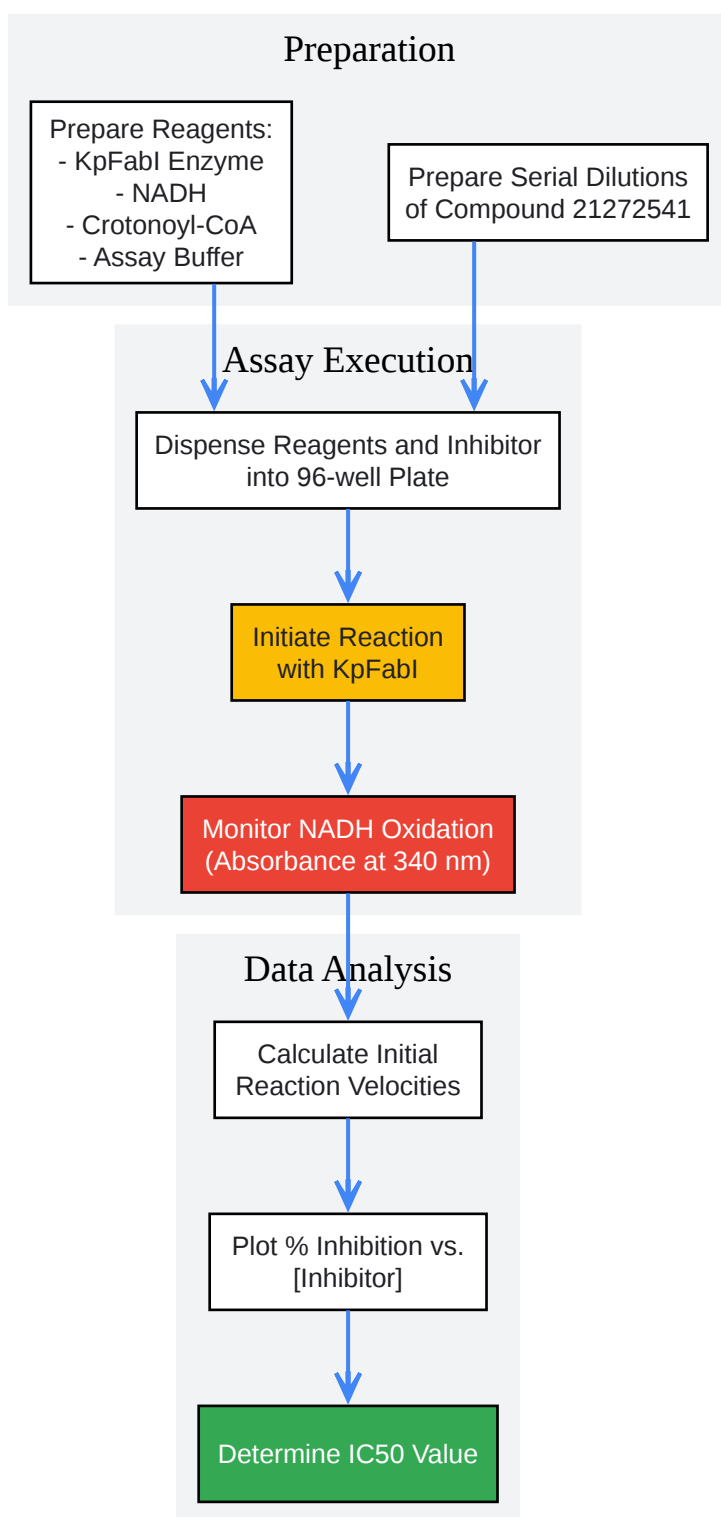 Preparation
Prepare Reagents:
- KpFabI Enzyme
- NADH
- Crotonoyl-CoA
- Assay Buffer
Prepare Serial Dilutions
of Compound 21272541
Assay Execution
Dispense Reagents and Inhibitor
into 96-well Plate
Initiate Reaction
with KpFabI
Monitor NADH Oxidation
(Absorbance at 340 nm)
Data Analysis
Calculate Initial
Reaction Velocities
Plot % Inhibition vs.
[Inhibitor]
Determine IC50 Value